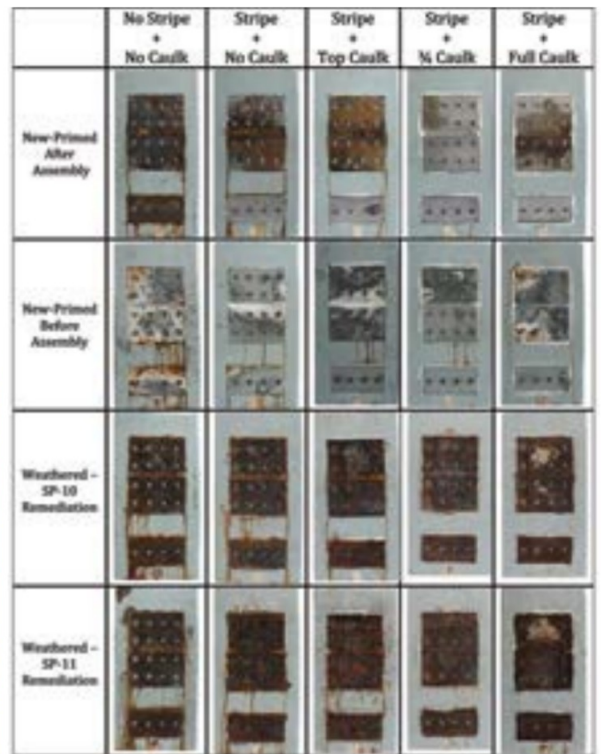 No Stripe
+
No Caulk
Stripe
+
No Caulk
Stripe
+
Top Caulk
Stripe
+
¾ Caulk
Stripe
+
Full Caulk
New-Primed
After
Assembly
New-Primed
Before
Assembly
Weathered –
SP-10
Remediation
Weathered –
SP-11
Remediation